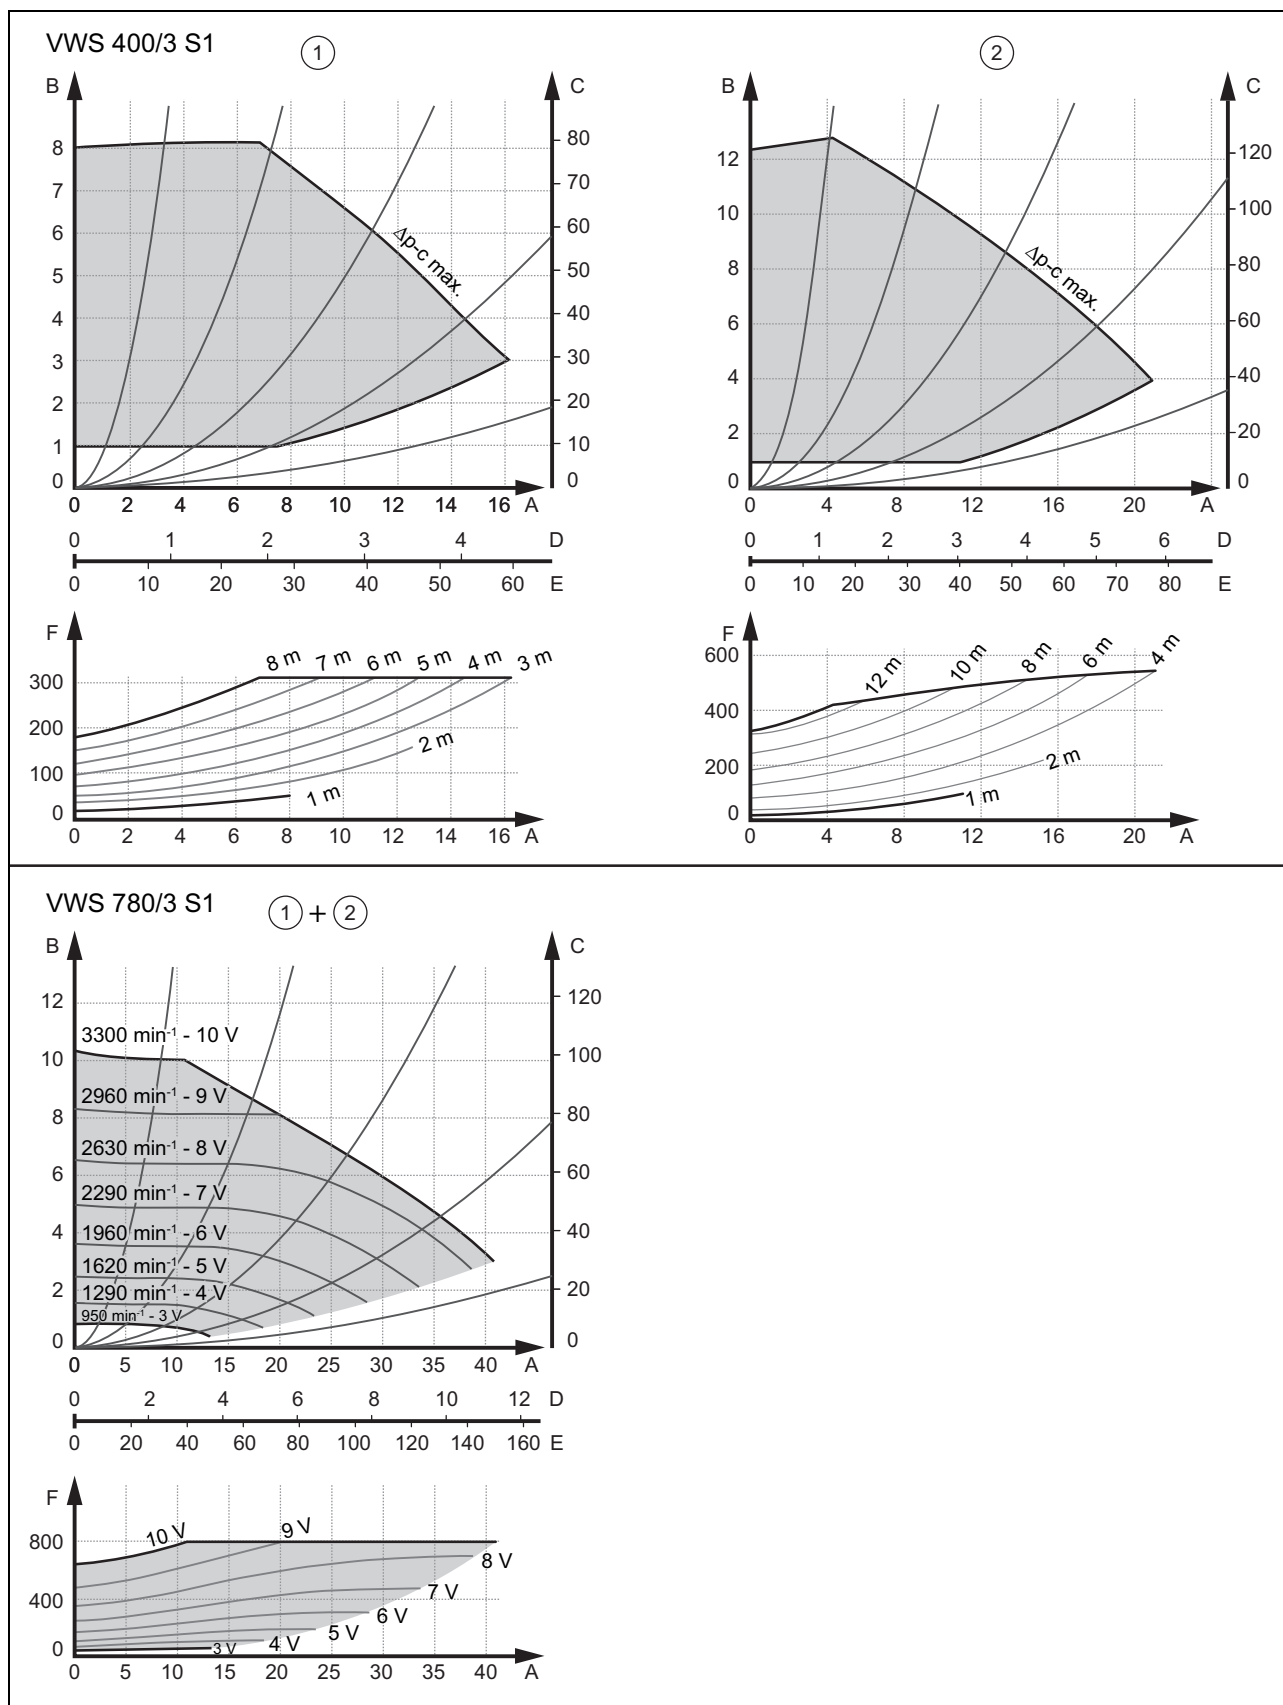 VWS 400/3 S1
1
2
B
C
B
C
8
7
6
5
4
3
2
1
0
80
70
60
50
40
30
20
10
0
Δp-c max.
0 2 4 6 8 10 12 14 16 A
12
10
8
6
4
2
0
120
100
80
60
40
20
0
Δp-c max.
0 4 8 12 16 20 A
0 1 2 3 4 D
0 10 20 30 40 50 60 E
0 1 2 3 4 5 6 D
0 10 20 30 40 50 60 70 80 E
F
300
200
100
0
8 m 7 m 6 m 5 m 4 m 3 m
2 m
1 m
0 2 4 6 8 10 12 14 16 A
F
600
400
200
0
12 m 10 m 8 m 6 m 4 m
2 m
1 m
0 4 8 12 16 20 A
VWS 780/3 S1
1 + 2
B
C
12
10
8
6
4
2
0
120
100
80
60
40
20
0
3300 min-1 - 10 V
2960 min-1 - 9 V
2630 min-1 - 8 V
2290 min-1 - 7 V
1960 min-1 - 6 V
1620 min-1 - 5 V
1290 min-1 - 4 V
950 min-1 - 3 V
0 5 10 15 20 25 30 35 40 A
0 2 4 6 8 10 12 D
0 20 40 60 80 100 120 140 160 E
F
800
400
0
10 V 9 V
8 V
7 V
6 V
5 V
4 V
3 V
0 5 10 15 20 25 30 35 40 A